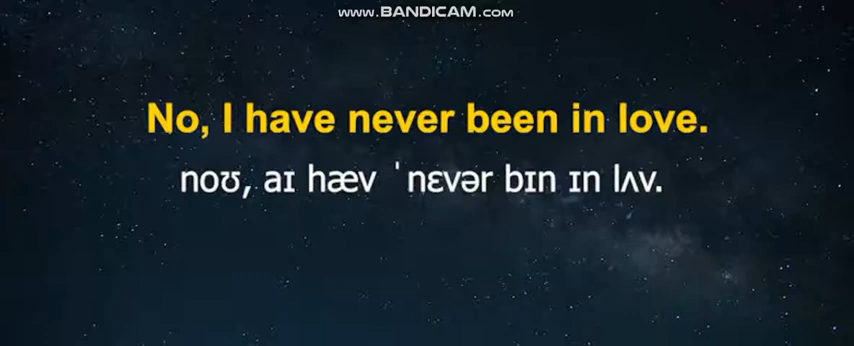 www.BANDICAM.com
No, I have never been in love.
noʊ, aɪ hæv ˈnɛvər bɪn ɪn lʌv.